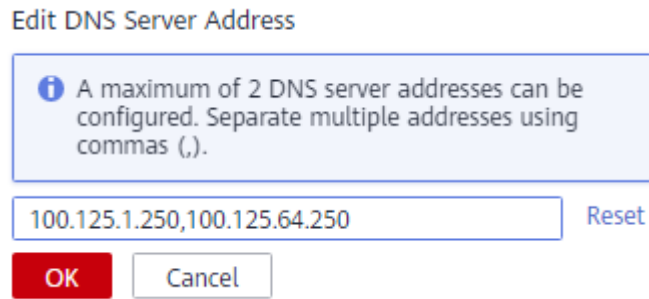 Edit DNS Server Address
A maximum of 2 DNS server addresses can be
configured. Separate multiple addresses using
commas (,).
100.125.1.250,100.125.64.250 Reset
OK Cancel